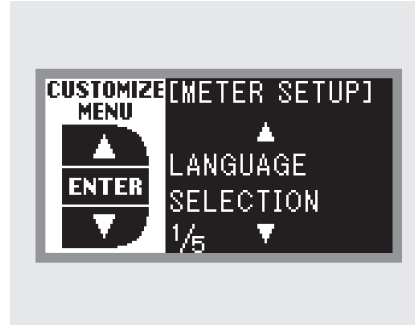 CUSTOMIZE
MENU
ENTER
[METER SETUP]
LANGUAGE
SELECTION
1/5